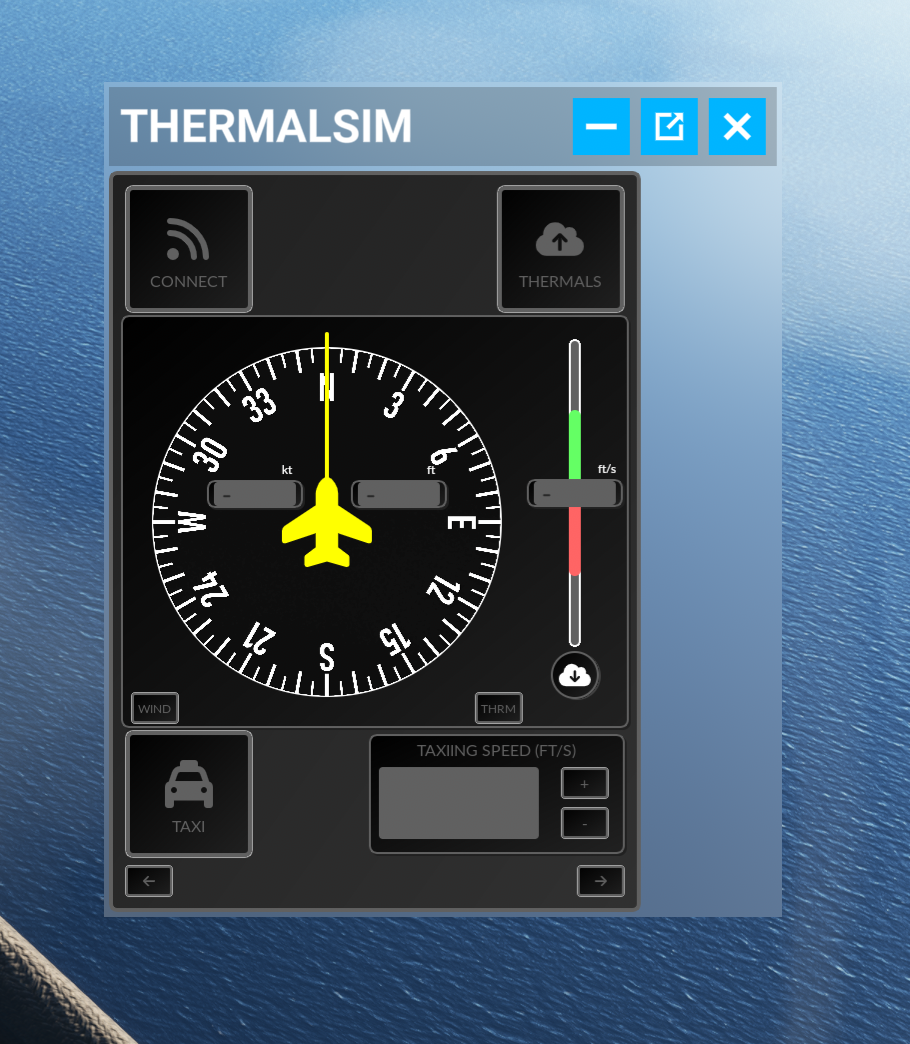 THERMALSIM
CONNECT
THERMALS
N
33
3
30
6
kt
ft
ft/s
-
-
-
W
E
24
12
21
15
S
WIND
THRM
TAXIING SPEED (FT/S)
+
-
TAXI